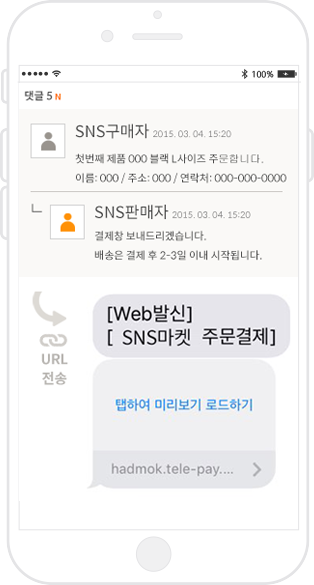 100%
댓글 5 N
SNS구매자 2015. 03. 04. 15:20
첫번째 제품 000 블랙 L사이즈 주문합니다.
이름: 000 / 주소: 000 / 연락처: 000-000-0000
SNS판매자 2015. 03. 04. 15:20
결제창 보내드리겠습니다.
배송은 결제 후 2-3일 이내 시작됩니다.
URL
전송
[Web발신]
[ SNS마켓 주문결제]
탭하여 미리보기 로드하기
hadmok.tele-pay....